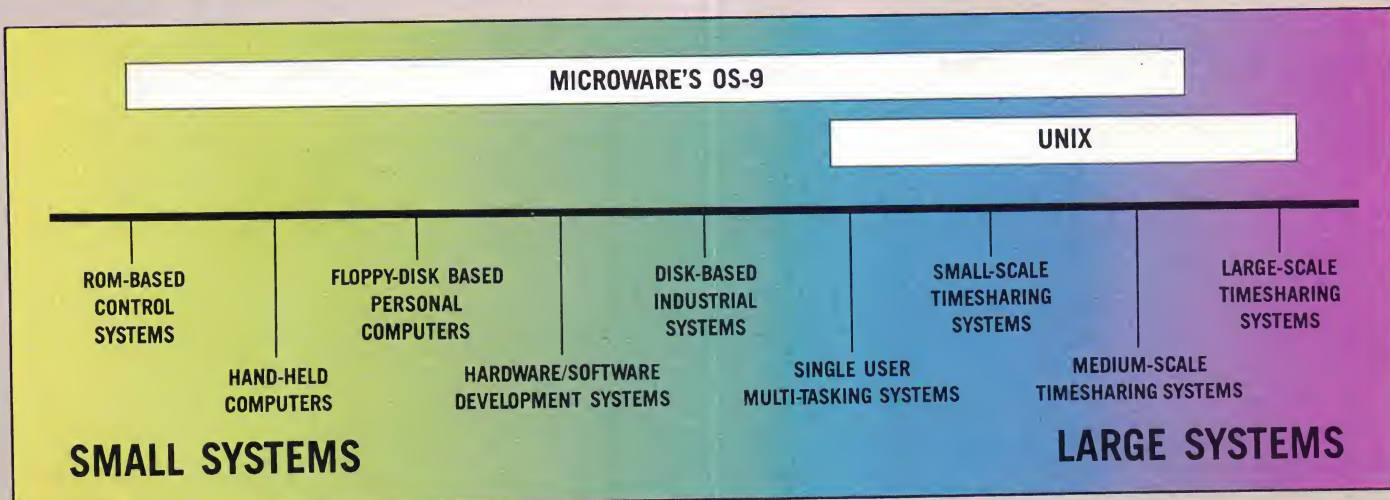 MICROWARE'S OS-9
UNIX
ROM-BASED
CONTROL
SYSTEMS
HAND-HELD
COMPUTERS
FLOPPY-DISK BASED
PERSONAL
COMPUTERS
HARDWARE/SOFTWARE
DEVELOPMENT SYSTEMS
DISK-BASED
INDUSTRIAL
SYSTEMS
SINGLE USER
MULTI-TASKING SYSTEMS
SMALL-SCALE
TIMESHARING
SYSTEMS
MEDIUM-SCALE
TIMESHARING SYSTEMS
LARGE-SCALE
TIMESHARING
SYSTEMS
SMALL SYSTEMS
LARGE SYSTEMS